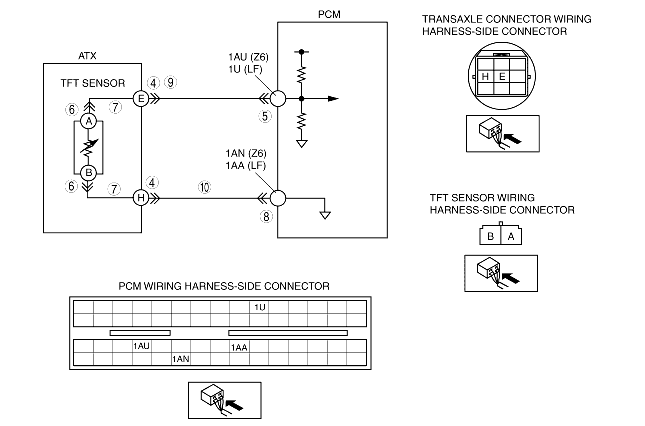 PCM
TRANSAXLE CONNECTOR WIRING
HARNESS-SIDE CONNECTOR
ATX
1AU (Z6)
1U (LF)
TFT SENSOR
E
4
9
H E
7
6
A
5
1AN (Z6)
1AA (LF)
B
6
7
4
10
H
8
TFT SENSOR WIRING
HARNESS-SIDE CONNECTOR
B A
PCM WIRING HARNESS-SIDE CONNECTOR
1U
1AU
1AA
1AN